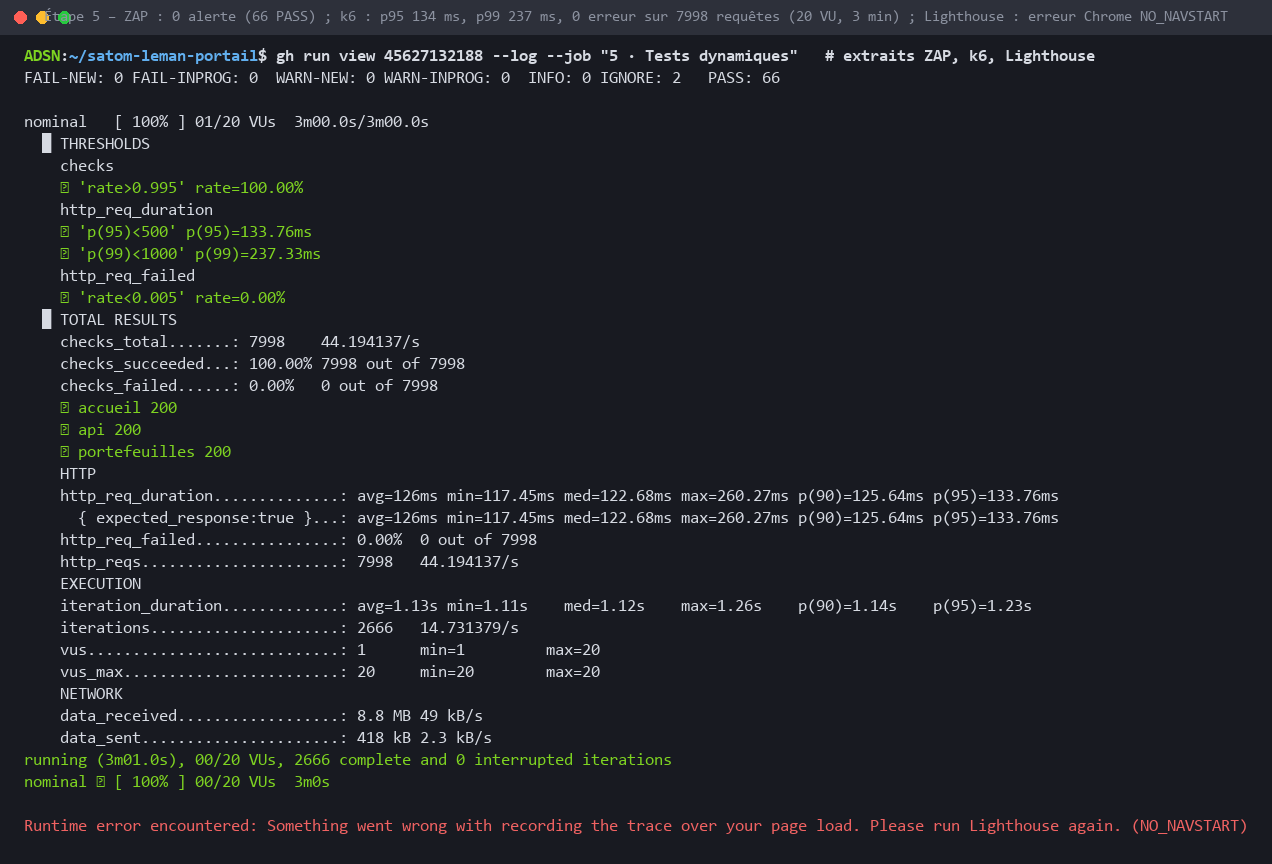 Étape 5 – ZAP : 0 alerte (66 PASS) ; k6 : p95 134 ms, p99 237 ms, 0 erreur sur 7998 requêtes (20 VU, 3 min) ; Lighthouse : erreur Chrome NO_NAVSTART
ADSN:~/satom-leman-portail$ gh run view 45627132188 --log --job "5 · Tests dynamiques"   # extraits ZAP, k6, Lighthouse
FAIL-NEW: 0 FAIL-INPROG: 0  WARN-NEW: 0 WARN-INPROG: 0  INFO: 0 IGNORE: 2   PASS: 66
nominal   [ 100% ] 01/20 VUs  3m00.0s/3m00.0s
█ THRESHOLDS
checks
'rate>0.995' rate=100.00%
http_req_duration
'p(95)<500' p(95)=133.76ms
'p(99)<1000' p(99)=237.33ms
http_req_failed
'rate<0.005' rate=0.00%
█ TOTAL RESULTS
checks_total.......: 7998    44.194137/s
checks_succeeded...: 100.00% 7998 out of 7998
checks_failed......: 0.00%   0 out of 7998
accueil 200
api 200
portefeuilles 200
HTTP
http_req_duration..............: avg=126ms min=117.45ms med=122.68ms max=260.27ms p(90)=125.64ms p(95)=133.76ms
{ expected_response:true }...: avg=126ms min=117.45ms med=122.68ms max=260.27ms p(90)=125.64ms p(95)=133.76ms
http_req_failed................: 0.00%  0 out of 7998
http_reqs......................: 7998   44.194137/s
EXECUTION
iteration_duration.............: avg=1.13s min=1.11s    med=1.12s    max=1.26s    p(90)=1.14s    p(95)=1.23s
iterations.....................: 2666   14.731379/s
vus............................: 1      min=1         max=20
vus_max........................: 20     min=20        max=20
NETWORK
data_received..................: 8.8 MB 49 kB/s
data_sent......................: 418 kB 2.3 kB/s
running (3m01.0s), 00/20 VUs, 2666 complete and 0 interrupted iterations
nominal [ 100% ] 00/20 VUs  3m0s
Runtime error encountered: Something went wrong with recording the trace over your page load. Please run Lighthouse again. (NO_NAVSTART)